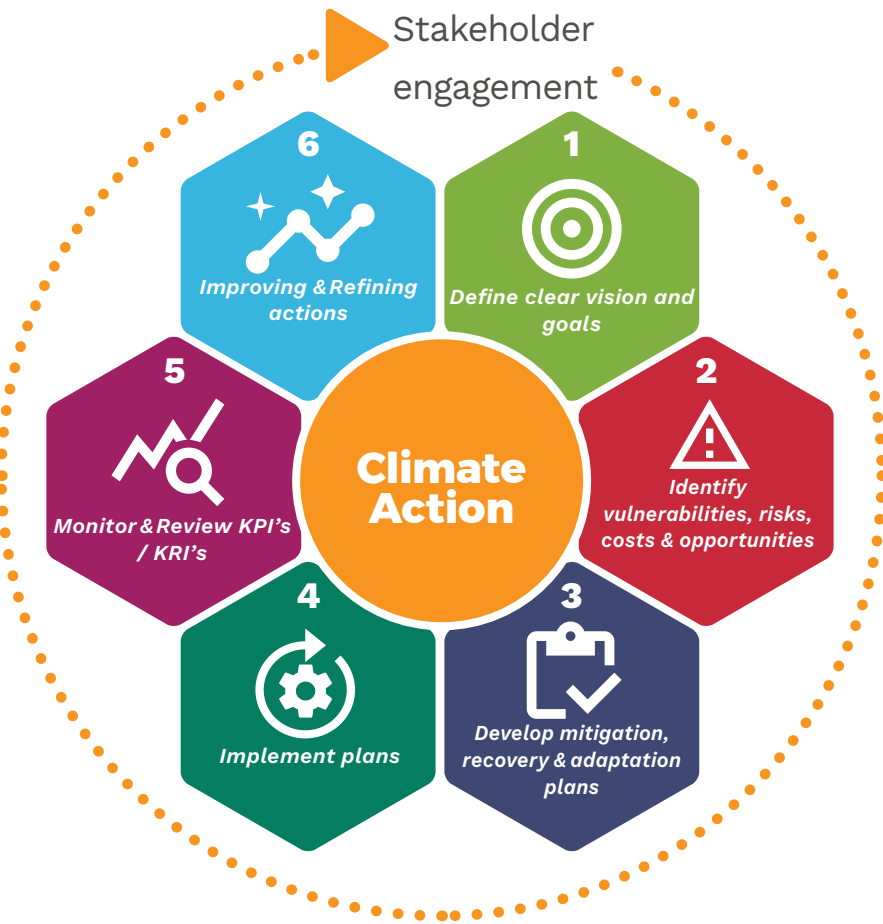 Stakeholder
engagement
1
Define clear vision and
goals
2
Identify
vulnerabilities, risks,
costs & opportunities
3
Develop mitigation,
recovery & adaptation
plans
4
Implement plans
5
Monitor & Review KPI's
/ KRI's
6
Improving & Refining
actions
Climate
Action